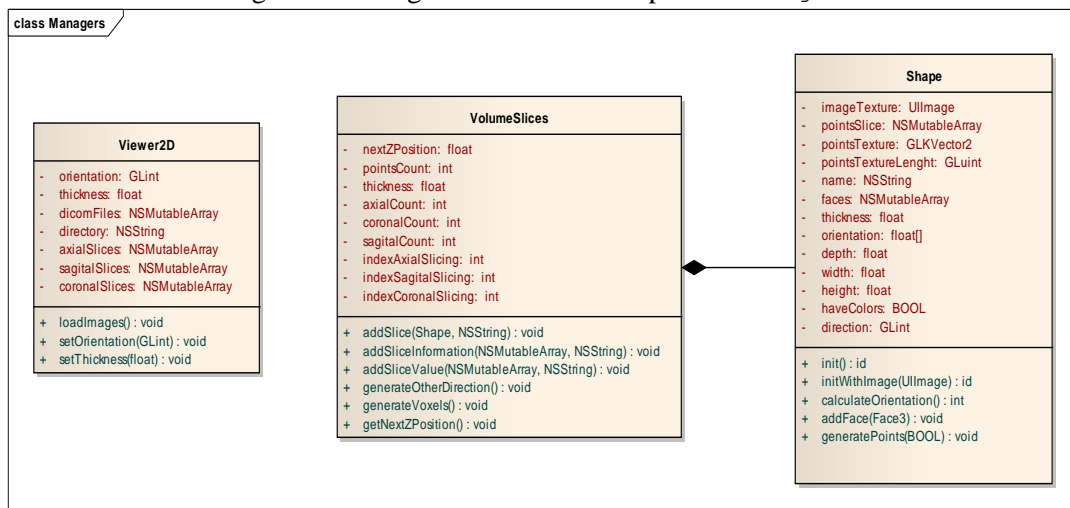 class Managers
Viewer2D
- orientation: GLint
- thickness: float
- dicomFiles: NSMutableArray
- directory: NSString
- axialSlices: NSMutableArray
- sagitalSlices: NSMutableArray
- coronalSlices: NSMutableArray
+ loadImages() : void
+ setOrientation(GLint) : void
+ setThickness(float) : void
VolumeSlices
- nextZPosition: float
- pointsCount: int
- thickness: float
- axialCount: int
- coronalCount: int
- sagitalCount: int
- indexAxialSlicing: int
- indexSagitalSlicing: int
- indexCoronalSlicing: int
+ addSlice(Shape, NSString) : void
+ addSliceInformation(NSMutableArray, NSString) : void
+ addSliceValue(NSMutableArray, NSString) : void
+ generateOtherDirection() : void
+ generateVoxels() : void
+ getNextZPosition() : void
Shape
- imageTexture: UIImage
- pointsSlice: NSMutableArray
- pointsTexture: GLKVector2
- pointsTextureLenght: GLuint
- name: NSString
- faces: NSMutableArray
- thickness: float
- orientation: float[]
- depth: float
- width: float
- height: float
- haveColors: BOOL
- direction: GLint
+ init() : id
+ initWithImage(UIImage) : id
+ calculateOrientation() : int
+ addFace(Face3) : void
+ generatePoints(BOOL) : void